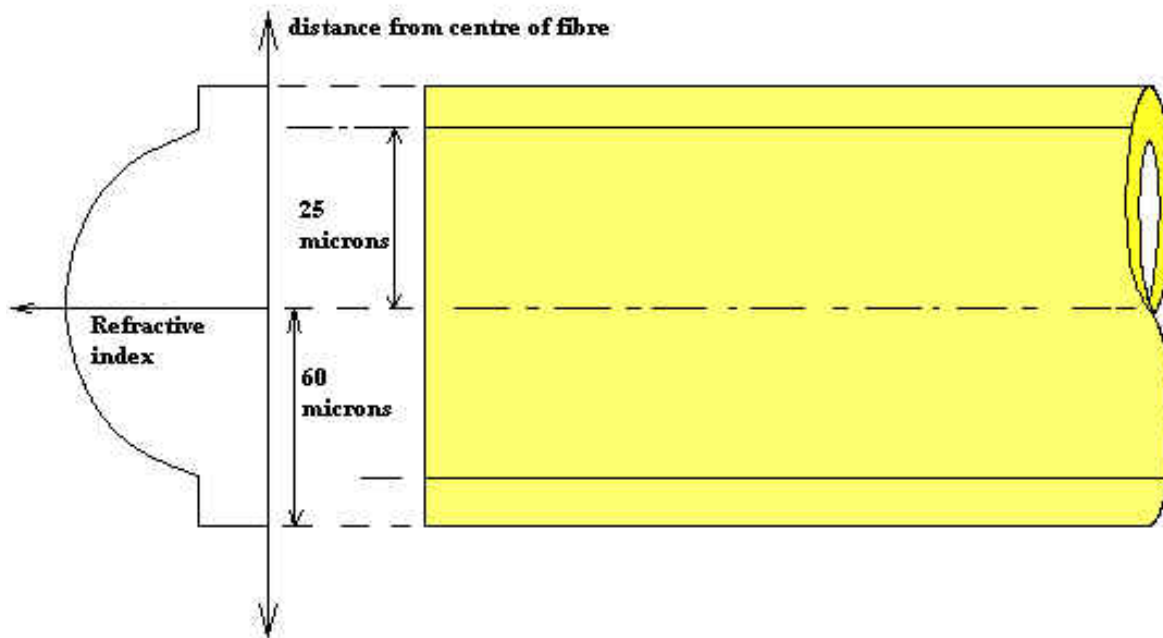 distance from centre of fibre
25
microns
Refractive
index
60
microns